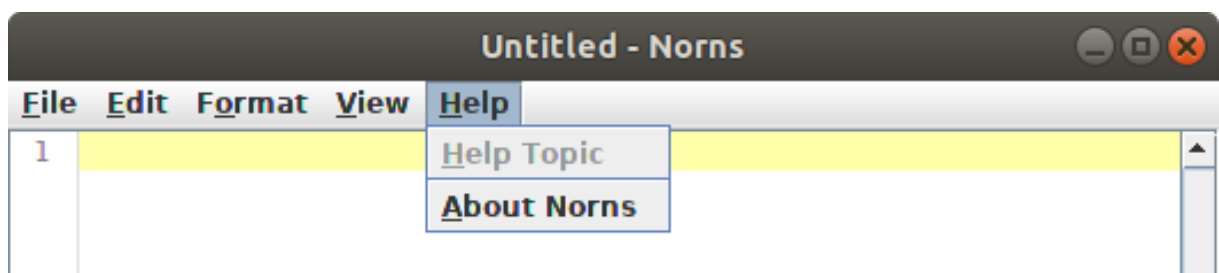 Untitled - Norns
File Edit Format View Help
1
Help Topic
About Norns